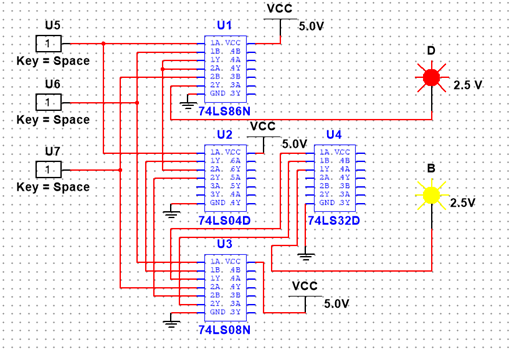 VCC
5.0V
U5
1
Key = Space
U6
1
Key = Space
U7
1
Key = Space
U1
1A. VCC
1B. 4B
1Y. 4A
2A. 4Y
2B. 3B
2Y. 3A
GND 3Y
74LS86N
D
2.5 V
U2
1A. VCC
1Y. 6A
2A. 6Y
2Y. 5A
3A. 5Y
3Y. 4A
GND 4Y
74LS04D
VCC
5.0V
U4
1A. VCC
1B. 4B
1Y. 4A
2A. 4Y
2B. 3B
2Y. 3A
GND 3Y
74LS32D
B
2.5V
U3
1A. VCC
1B. 4B
1Y. 4A
2A. 4Y
2B. 3B
2Y. 3A
GND 3Y
74LS08N
VCC
5.0V